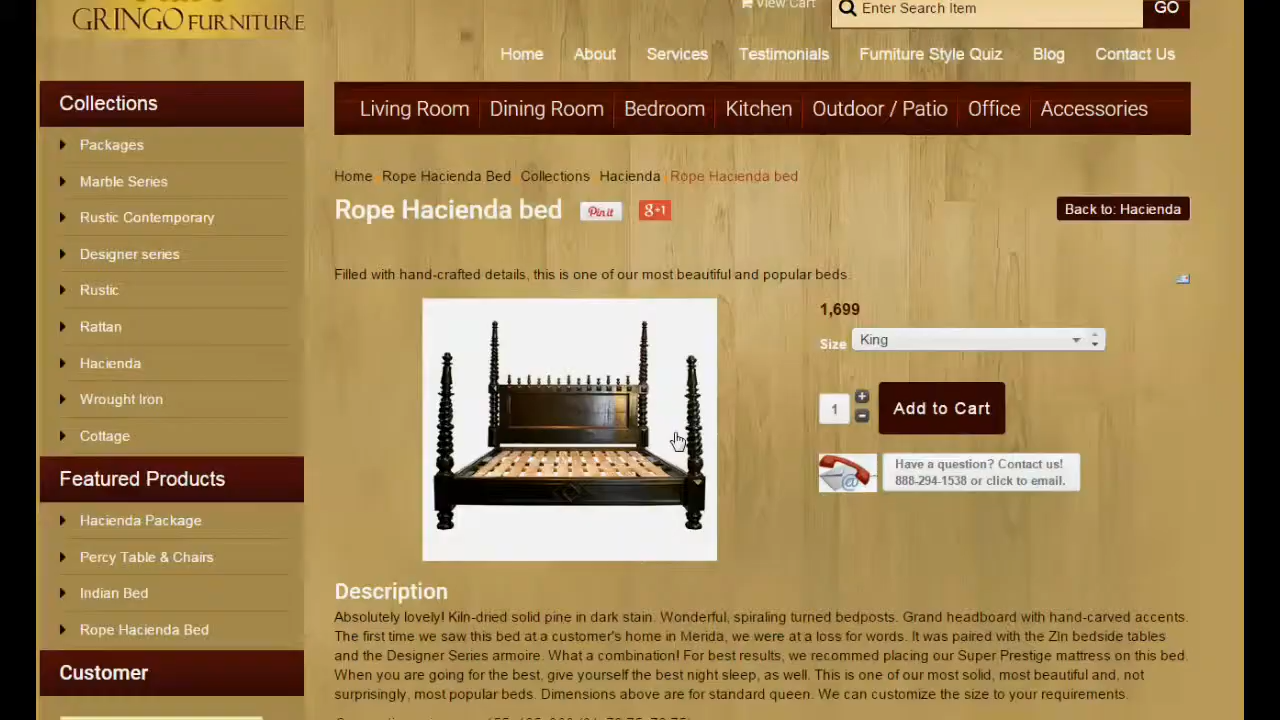 GRINGO FURNITURE
View Cart
Enter Search Item
GO
Home About Services Testimonials Furniture Style Quiz Blog Contact Us
Living Room Dining Room Bedroom Kitchen Outdoor / Patio Office Accessories
Collections
Packages
Marble Series
Rustic Contemporary
Designer series
Rustic
Rattan
Hacienda
Wrought Iron
Cottage
Featured Products
Hacienda Package
Percy Table & Chairs
Indian Bed
Rope Hacienda Bed
Customer
Home Rope Hacienda Bed Collections Hacienda Rope Hacienda bed
Rope Hacienda bed Pin it g+1
Back to: Hacienda
Filled with hand-crafted details, this is one of our most beautiful and popular beds.
1,699
Size King
1 + -
Add to Cart
Have a question? Contact us!
888-294-1538 or click to email.
Description
Absolutely lovely! Kiln-dried solid pine in dark stain. Wonderful, spiraling turned bedposts. Grand headboard with hand-carved accents.
The first time we saw this bed at a customer's home in Merida, we were at a loss for words. It was paired with the ZIn bedside tables
and the Designer Series armoire. What a combination! For best results, we recommed placing our Super Prestige mattress on this bed.
When you are going for the best, give yourself the best night sleep, as well. This is one of our most solid, most beautiful and, not
surprisingly, most popular beds. Dimensions above are for standard queen. We can customize the size to your requirements.